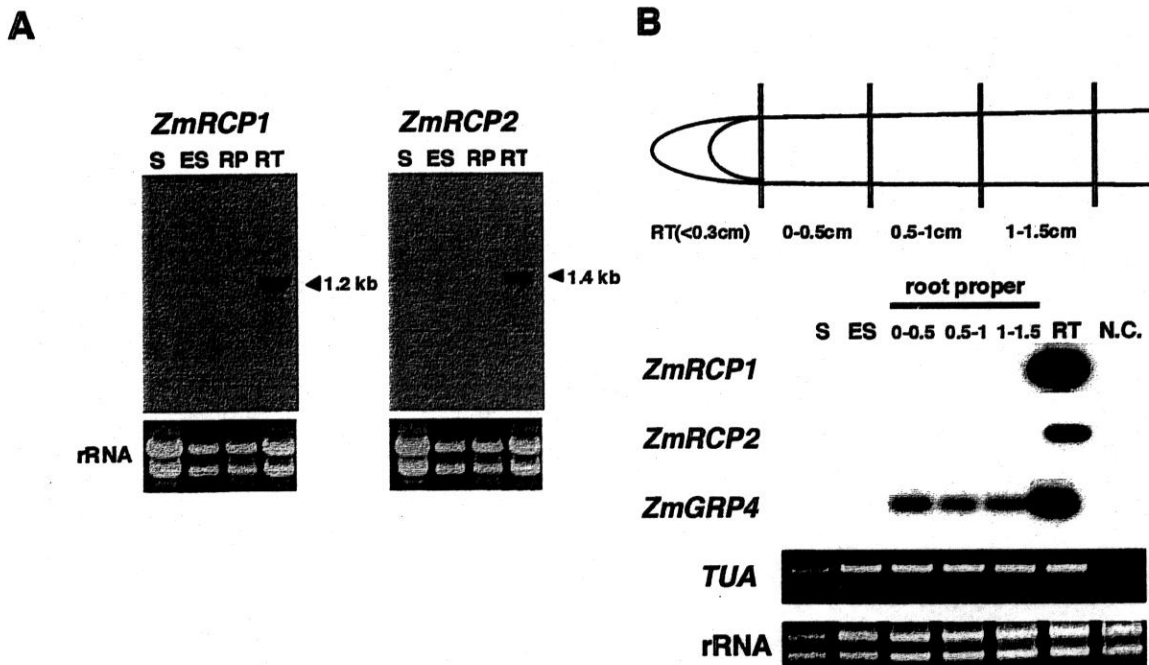 A
ZmRCP1
S ES RP RT
1.2 kb
ZmRCP2
S ES RP RT
1.4 kb
rRNA
B
RT(<0.3cm) 0-0.5cm 0.5-1cm 1-1.5cm
root proper
S ES 0-0.5 0.5-1 1-1.5 RT N.C.
ZmRCP1
ZmRCP2
ZmGRP4
TUA
rRNA